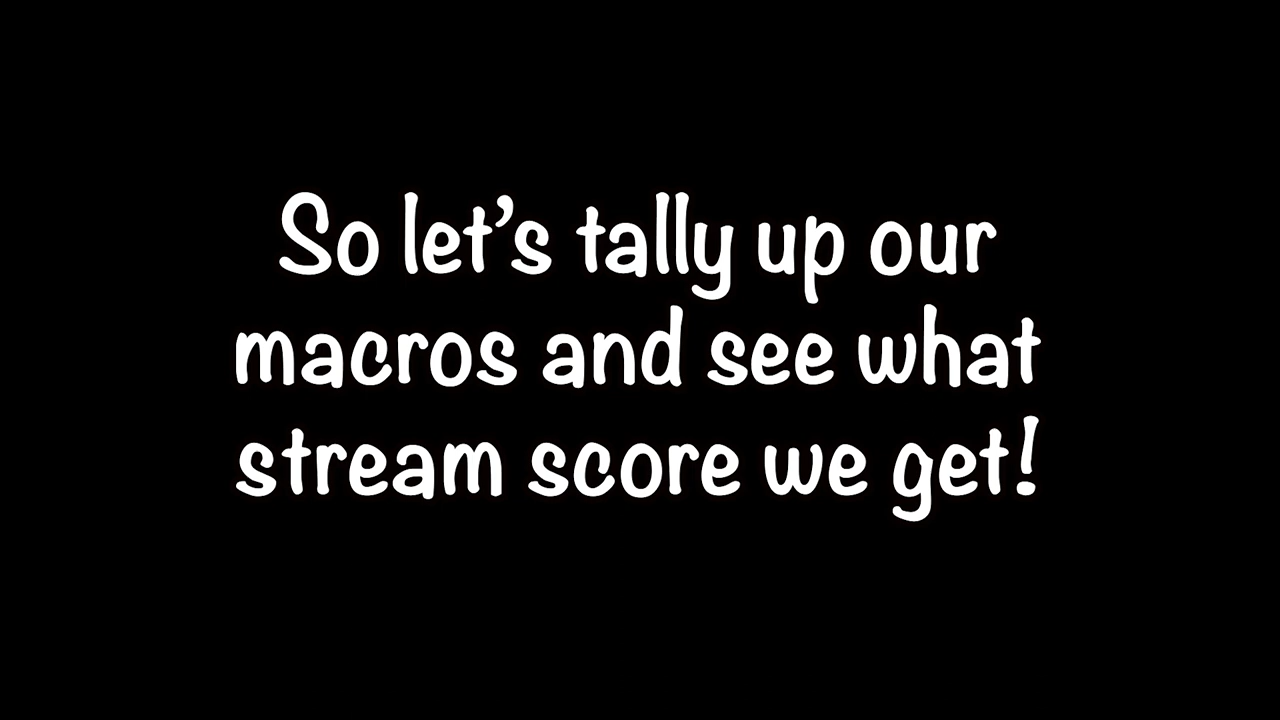 So let’s tally up our
macros and see what
stream score we get!